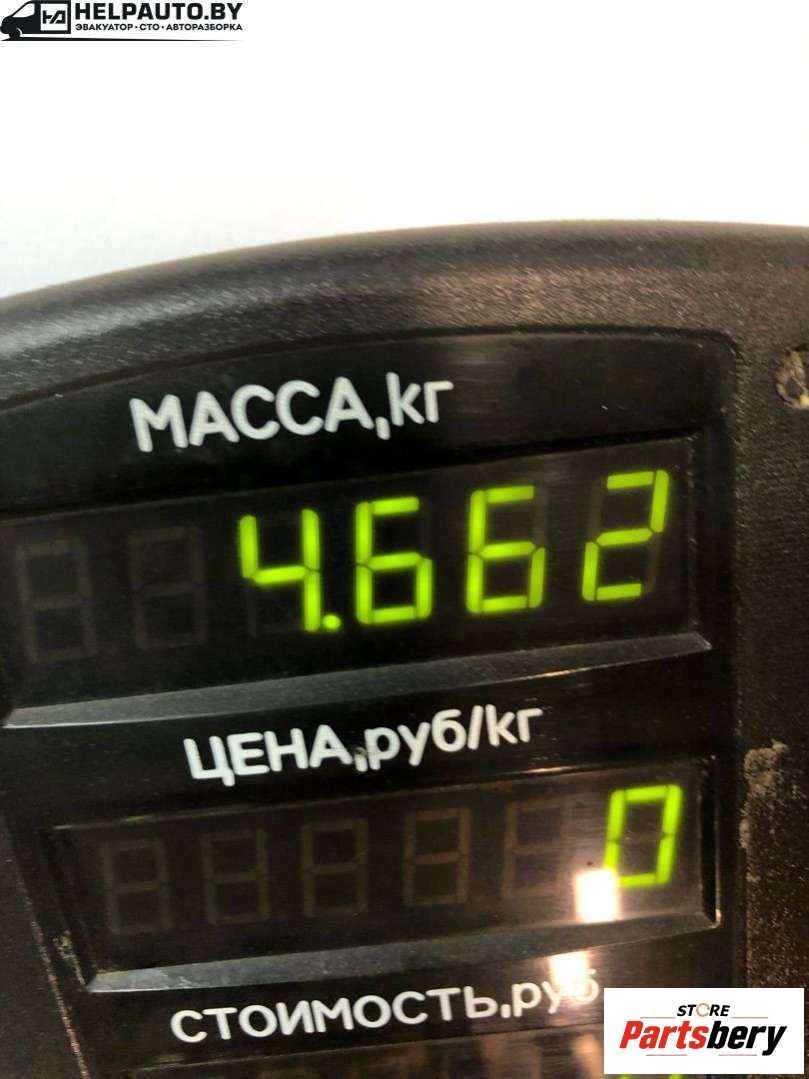 HELPAUTO.BY
ЭВАКУАТОР·СТО·АВТОРАЗБОРКА
МАССА,кг
4.662
ЦЕНА,руб/кг
0
СТОИМОСТЬ,руб
STORE
Partsbery